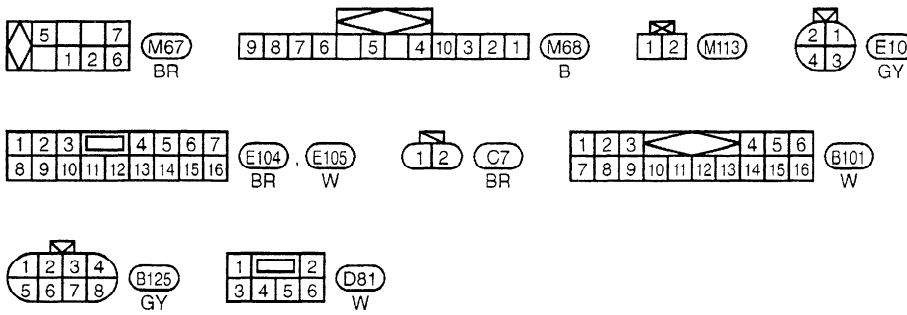 5 7 M67
1 2 6 BR
9 8 7 6 5 4 10 3 2 1 M68
B
1 2 M113
2 1 E10
4 3 GY
1 2 3 4 5 6 7
8 9 10 11 12 13 14 15 16
E104 , E105
BR W
1 2 C7
BR
1 2 3 4 5 6
7 8 9 10 11 12 13 14 15 16
B101
W
1 2 3 4
5 6 7 8
B125
GY
1 2
3 4 5 6
D81
W